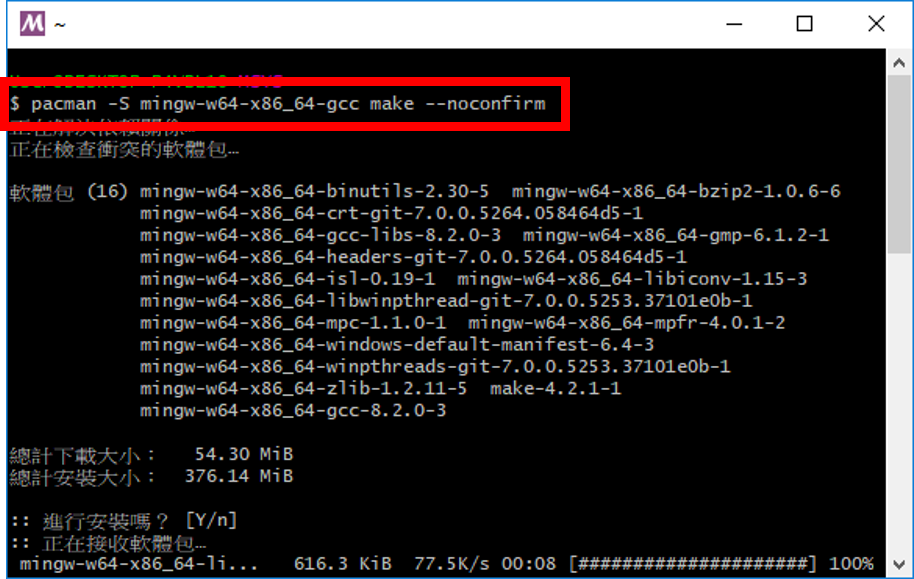 ~
$ pacman -S mingw-w64-x86_64-gcc make --noconfirm
正在解決依賴關係…
正在檢查衝突的軟體包…
軟體包 (16) mingw-w64-x86_64-binutils-2.30-5 mingw-w64-x86_64-bzip2-1.0.6-6
mingw-w64-x86_64-crt-git-7.0.0.5264.058464d5-1
mingw-w64-x86_64-gcc-libs-8.2.0-3 mingw-w64-x86_64-gmp-6.1.2-1
mingw-w64-x86_64-headers-git-7.0.0.5264.058464d5-1
mingw-w64-x86_64-isl-0.19-1 mingw-w64-x86_64-libiconv-1.15-3
mingw-w64-x86_64-libwinpthread-git-7.0.0.5253.37101e0b-1
mingw-w64-x86_64-mpc-1.1.0-1 mingw-w64-x86_64-mpfr-4.0.1-2
mingw-w64-x86_64-windows-default-manifest-6.4-3
mingw-w64-x86_64-winpthreads-git-7.0.0.5253.37101e0b-1
mingw-w64-x86_64-zlib-1.2.11-5 make-4.2.1-1
mingw-w64-x86_64-gcc-8.2.0-3
總計下載大小： 54.30 MiB
總計安裝大小： 376.14 MiB
:: 進行安裝嗎？ [Y/n]
:: 正在接收軟體包…
mingw-w64-x86_64-li... 616.3 KiB 77.5K/s 00:08 [#####################] 100%